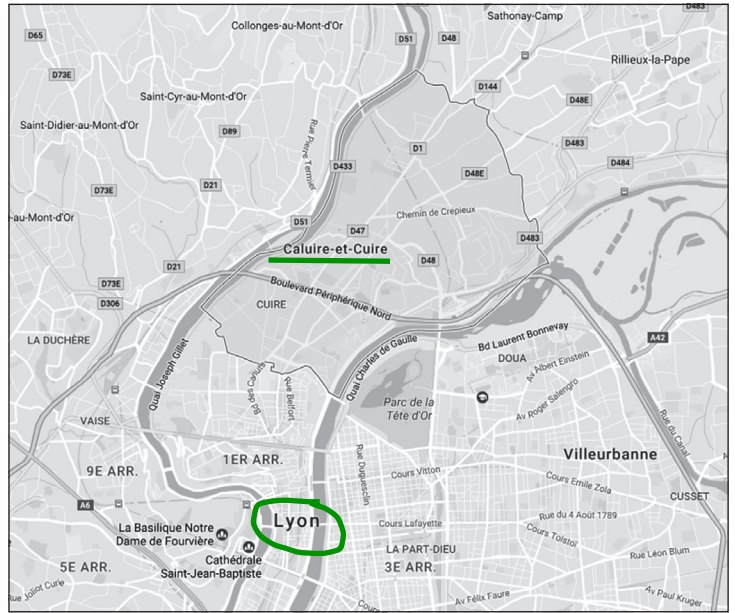 D483
Sathonay-Camp
Collonges-au-Mont-d'Or
D65
D51
D48
Rillieux-la-Pape
D73E
D144
Saint-Cyr-au-Mont-d'Or
D48E
Saint-Didier-au-Mont-d'Or
D89
Rue Pierre Termier
D1
D483
D433
D484
D48E
D73E
D21
-au-Mont-d'Or
D51
D47
Chemin de Crépieux
D483
Caluire-et-Cuire
D21
D48
D73E
D306
Boulevard Périphérique Nord
CUIRE
LA DUCHÈRE
Quai Joseph Gillet
Quai Charles de Gaulle
Bd Laurent Bonnevay
A42
DOUA
Av Albert Einstein
que Belfort
Parc de la
Tête d'Or
Av Roger Salengro
VAISE
Rue du Canal
1ER ARR.
Villeurbanne
9E ARR.
Rue Duguesclin
Cours Vitton
Cours Emile Zola
CUSSET
A6
Lyon
Rue du 4 Août 1789
La Basilique Notre
Dame de Fourvière
Cours Lafayette
Cours Tolstoï
Cathédrale
Saint-Jean-Baptiste
LA PART-DIEU
Rue Léon Blum
5E ARR.
3E ARR.
Rue Joliot Curie
Av Félix Faure
Av Paul Kruger
Cours